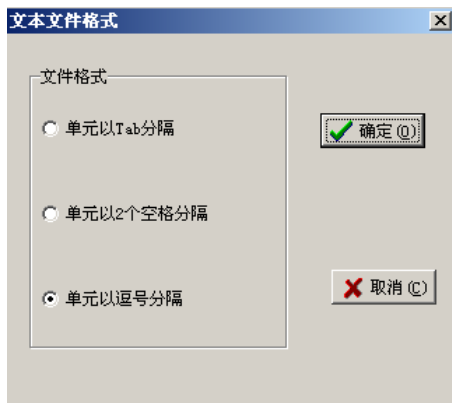 文本文件格式
文件格式
单元以Tab分隔
确定(O)
单元以2个空格分隔
单元以逗号分隔
取消(C)